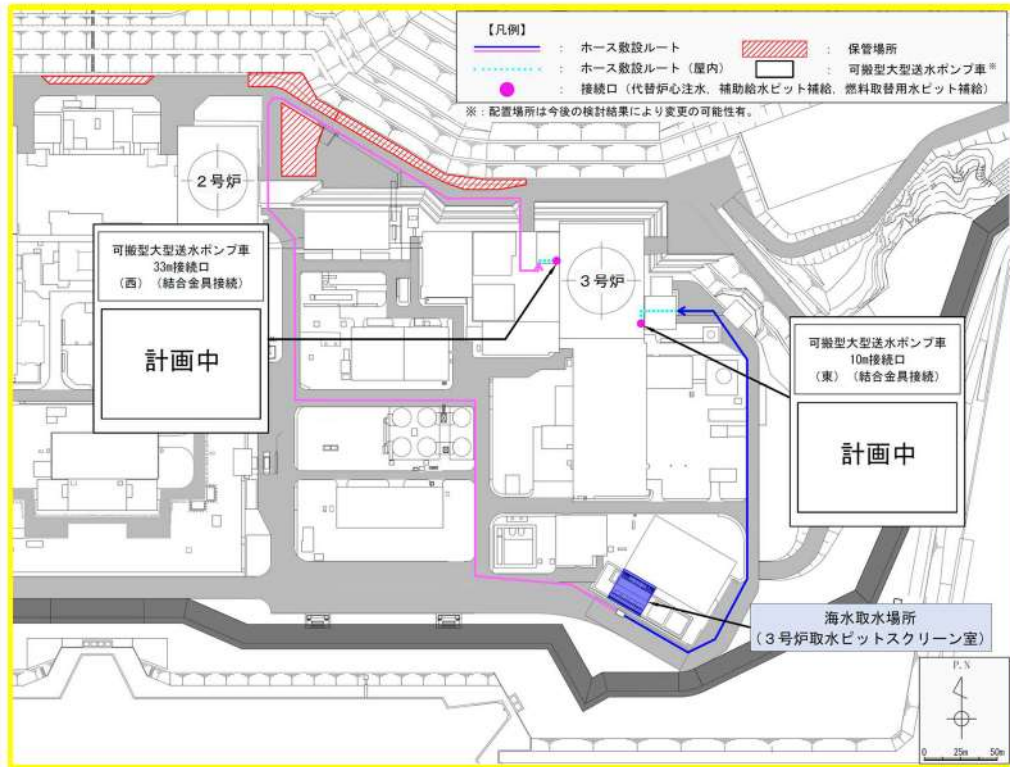 【凡例】
： ホース敷設ルート
： 保管場所
： ホース敷設ルート（屋内）
： 可搬型大型送水ポンプ車※
： 接続口（代替炉心注水，補助給水ピット補給，燃料取替用水ピット補給）
※：配置場所は今後の検討結果により変更の可能性有。
２号炉
可搬型大型送水ポンプ車
33m接続口
（西）（結合金具接続）
計画中
３号炉
可搬型大型送水ポンプ車
10m接続口
（東）（結合金具接続）
計画中
海水取水場所
（３号炉取水ピットスクリーン室）
P.N
0 25m 50m